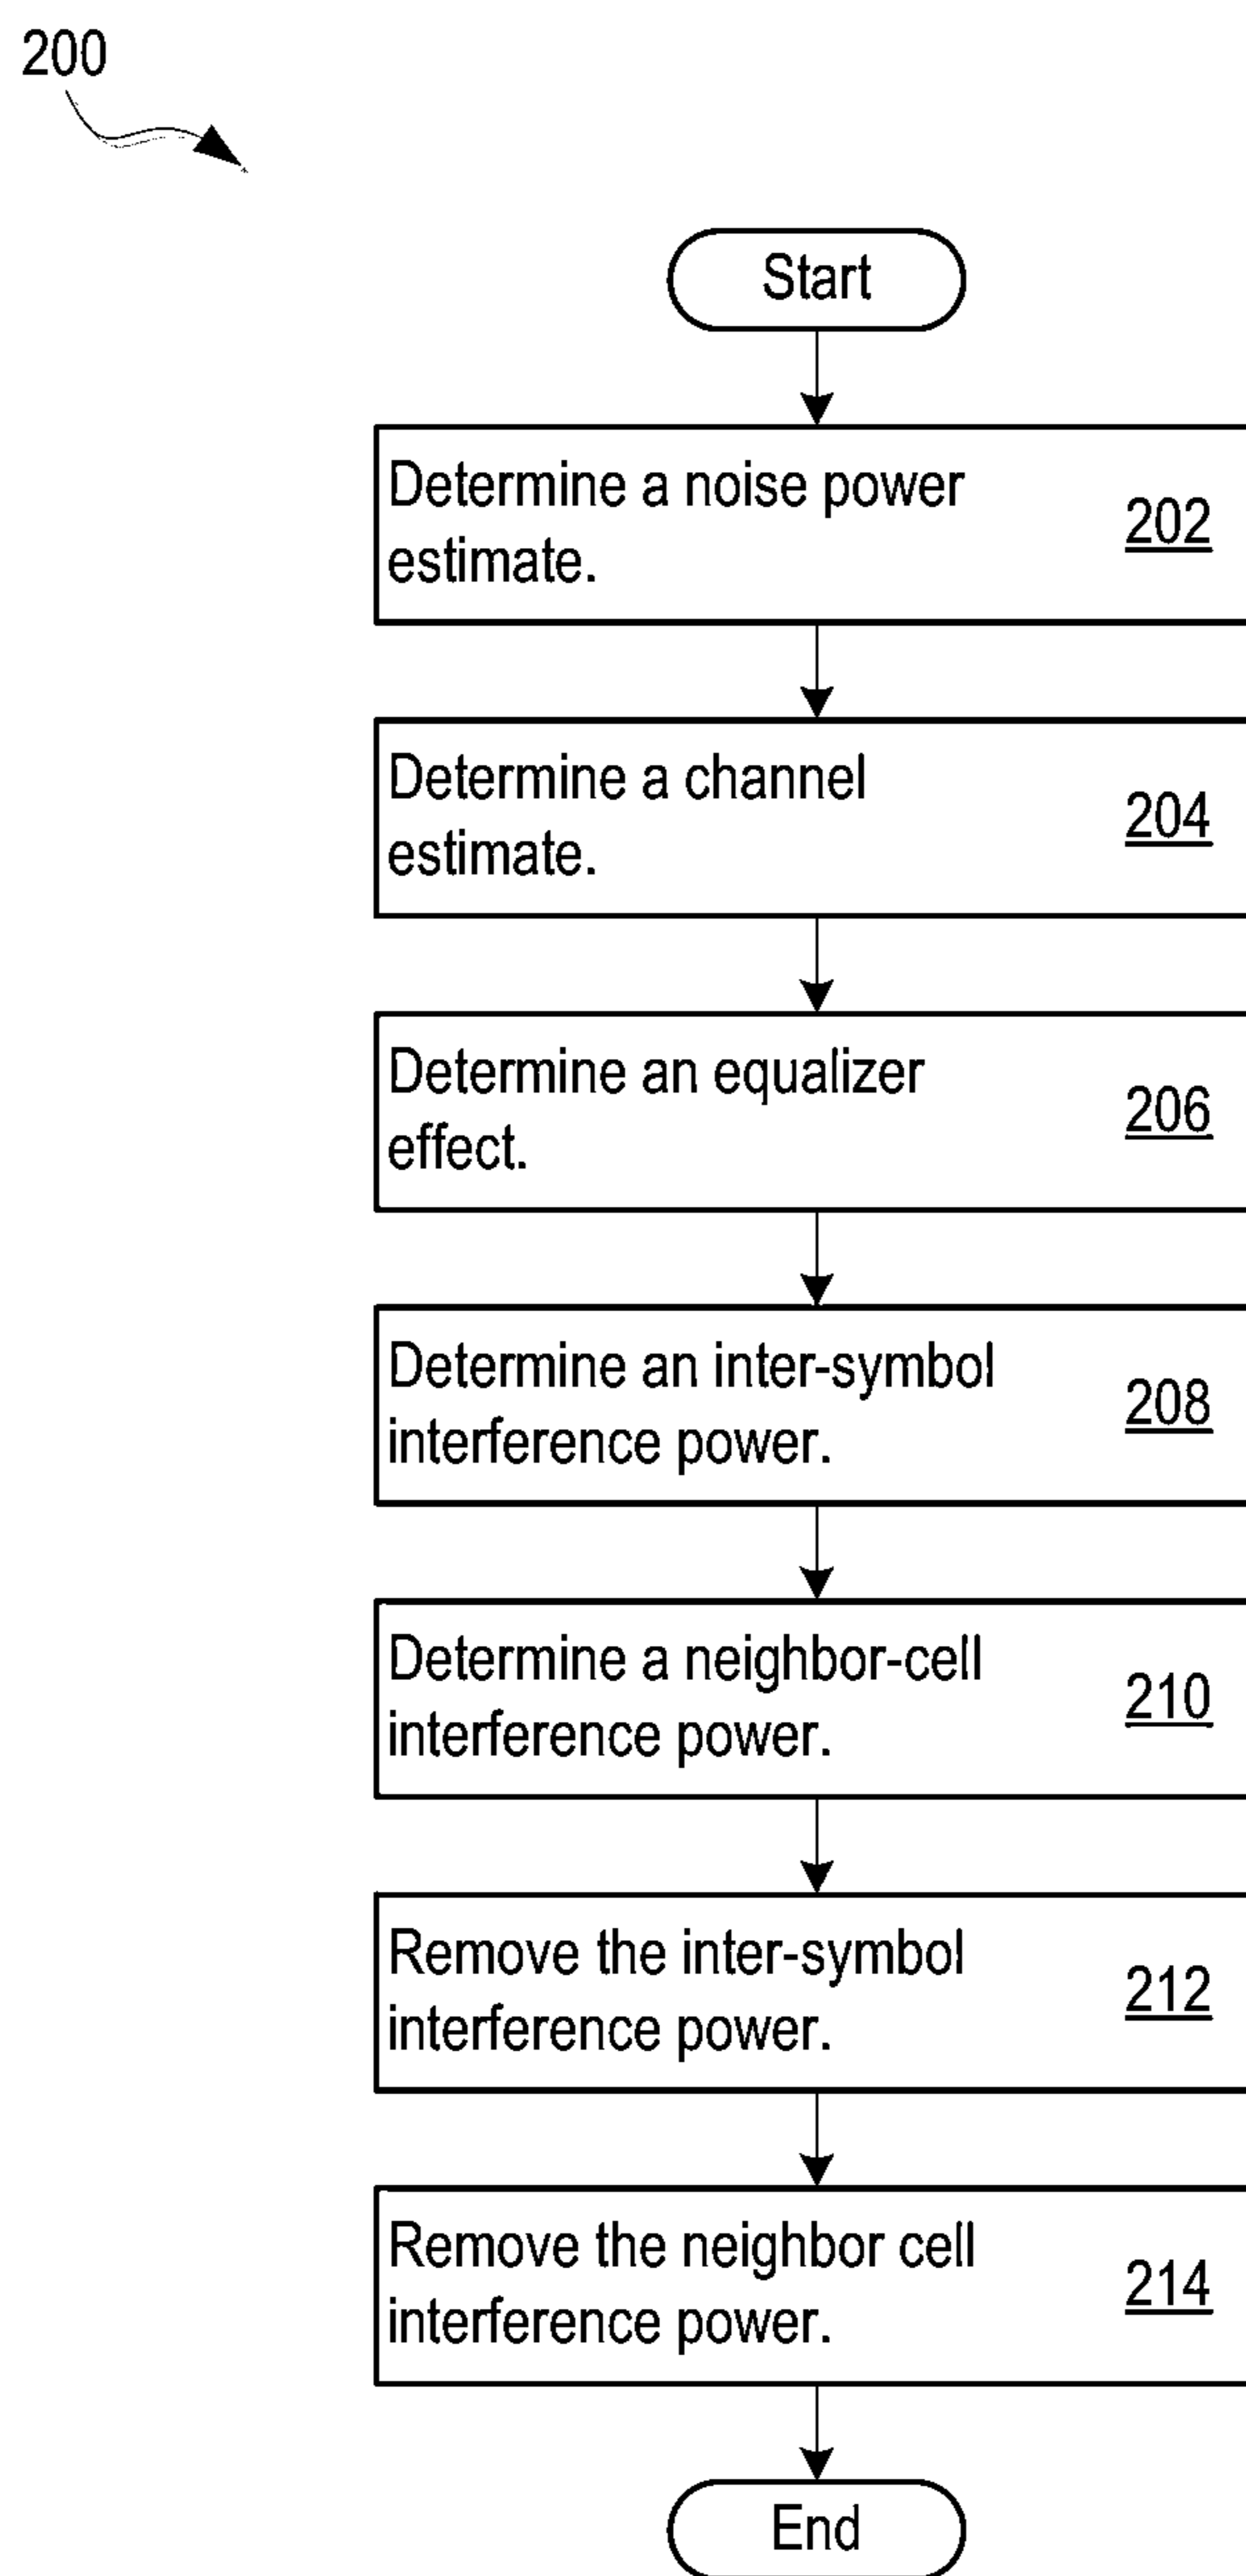 200
Start
Determine a noise power
estimate.
202
Determine a channel
estimate.
204
Determine an equalizer
effect.
206
Determine an inter-symbol
interference power.
208
Determine a neighbor-cell
interference power.
210
Remove the inter-symbol
interference power.
212
Remove the neighbor cell
interference power.
214
End